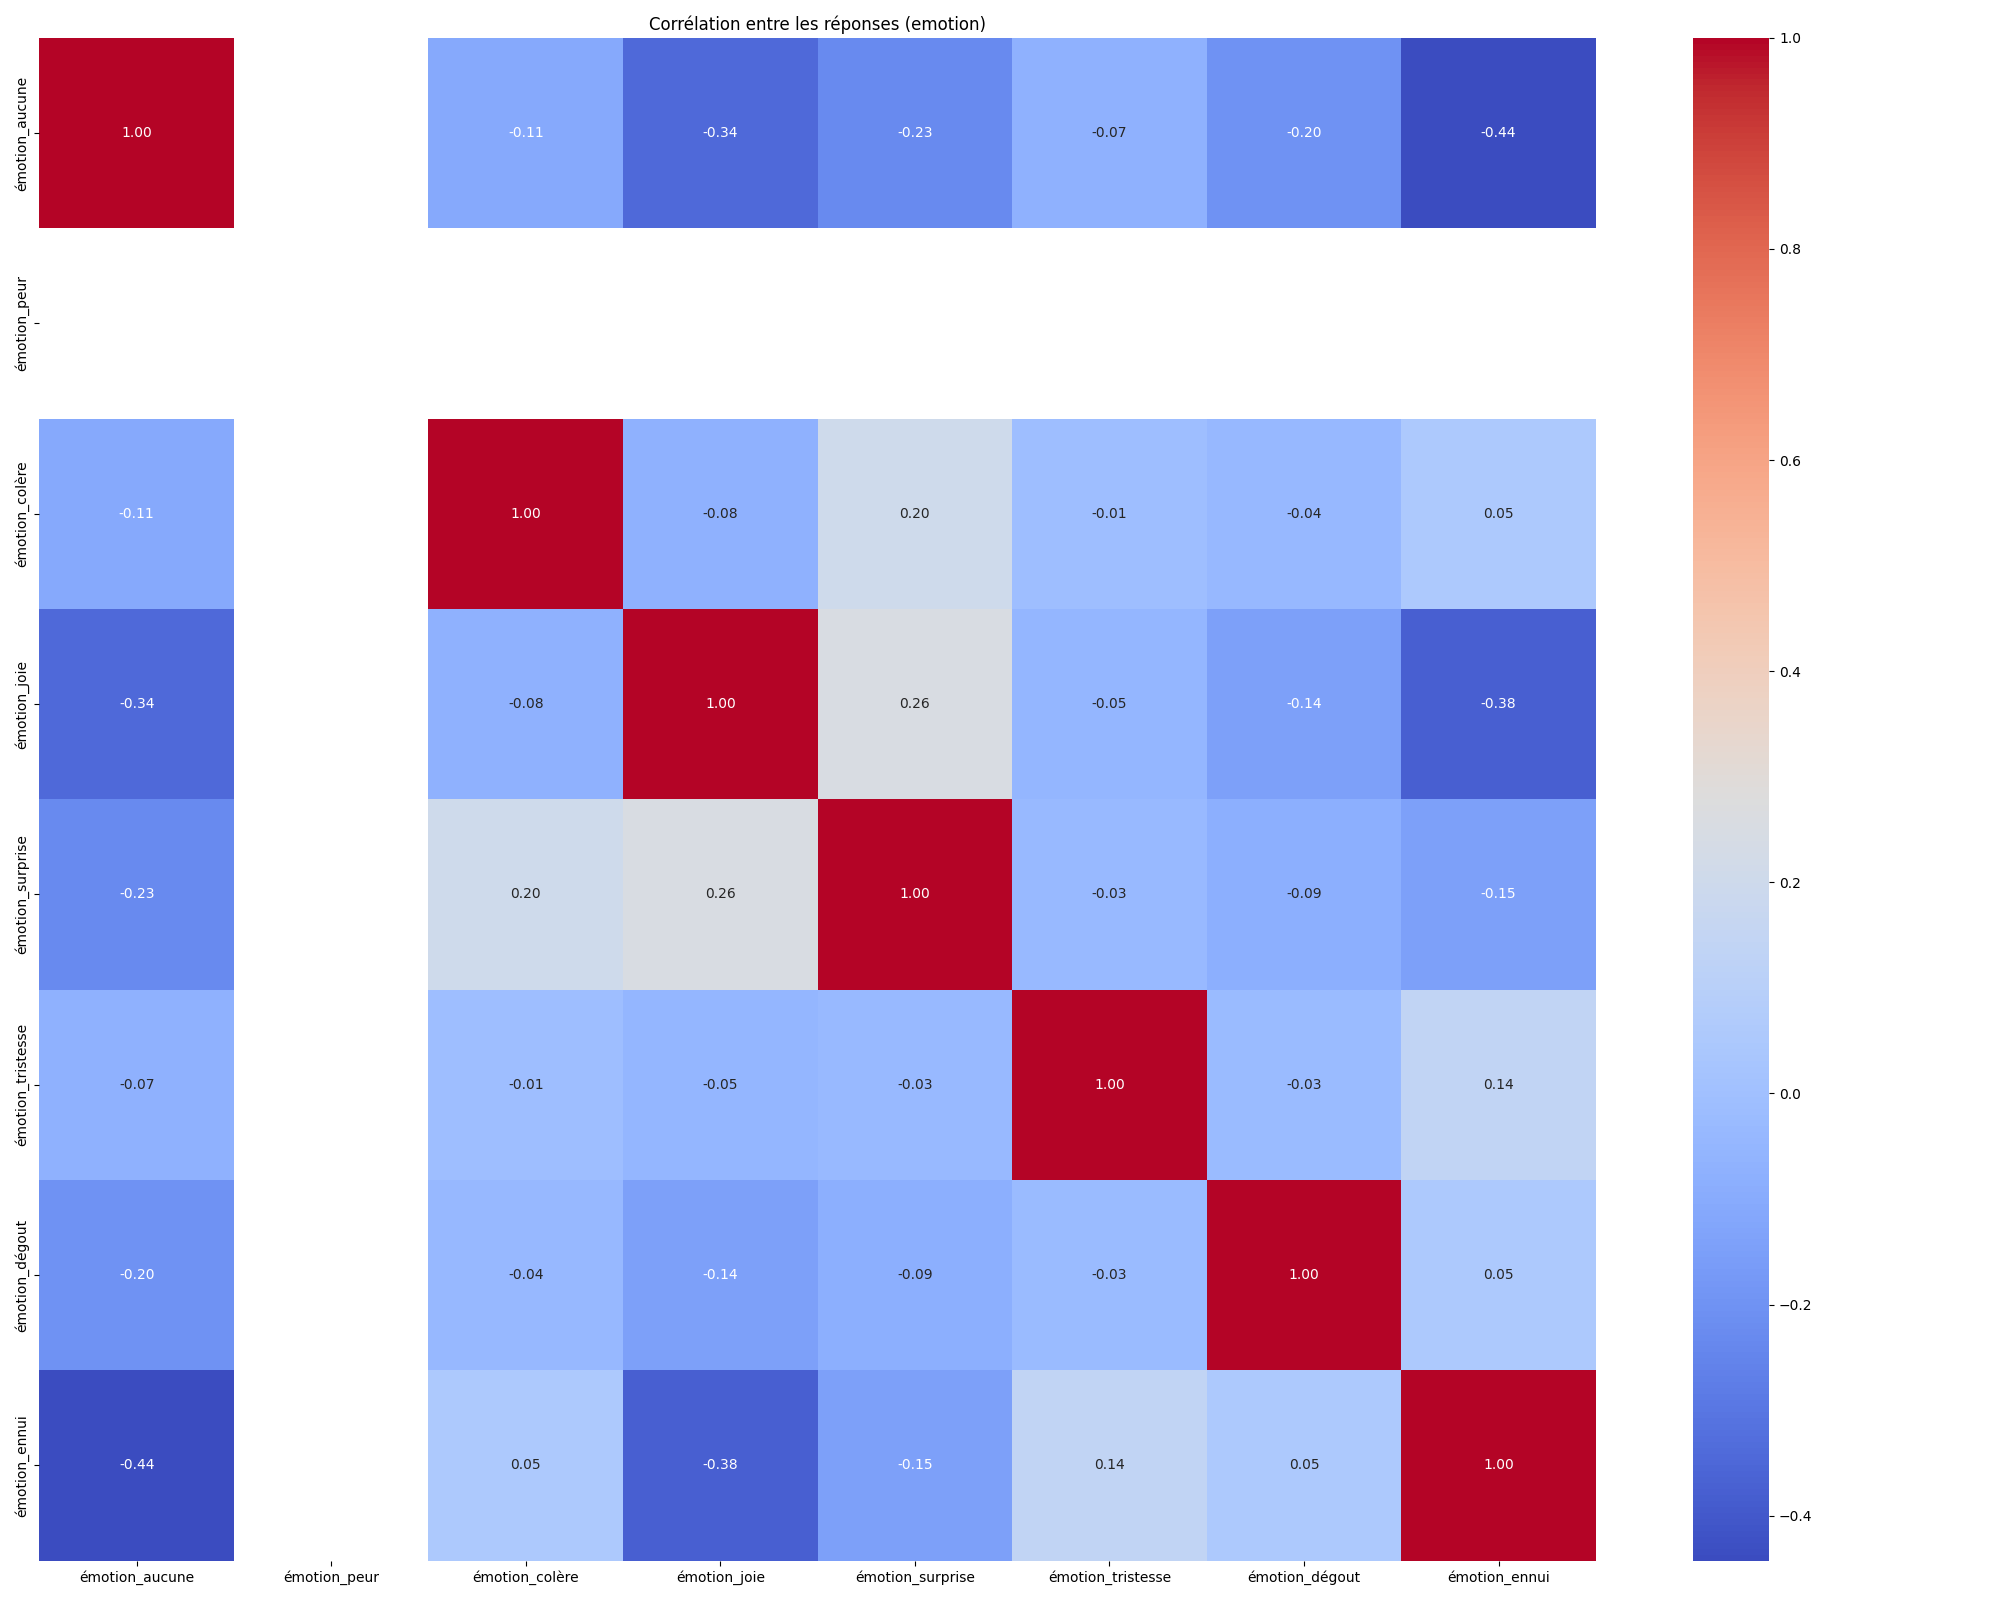 Corrélation entre les réponses (emotion)
émotion_aucune 1.00 -0.11 -0.34 -0.23 -0.07 -0.20 -0.44
émotion_peur
émotion_colère -0.11 1.00 -0.08 0.20 -0.01 -0.04 0.05
émotion_joie -0.34 -0.08 1.00 0.26 -0.05 -0.14 -0.38
émotion_surprise -0.23 0.20 0.26 1.00 -0.03 -0.09 -0.15
émotion_tristesse -0.07 -0.01 -0.05 -0.03 1.00 -0.03 0.14
émotion_dégout -0.20 -0.04 -0.14 -0.09 -0.03 1.00 0.05
émotion_ennui -0.44 0.05 -0.38 -0.15 0.14 0.05 1.00
émotion_aucune émotion_peur émotion_colère émotion_joie émotion_surprise émotion_tristesse émotion_dégout émotion_ennui
1.0
0.8
0.6
0.4
0.2
0.0
−0.2
−0.4